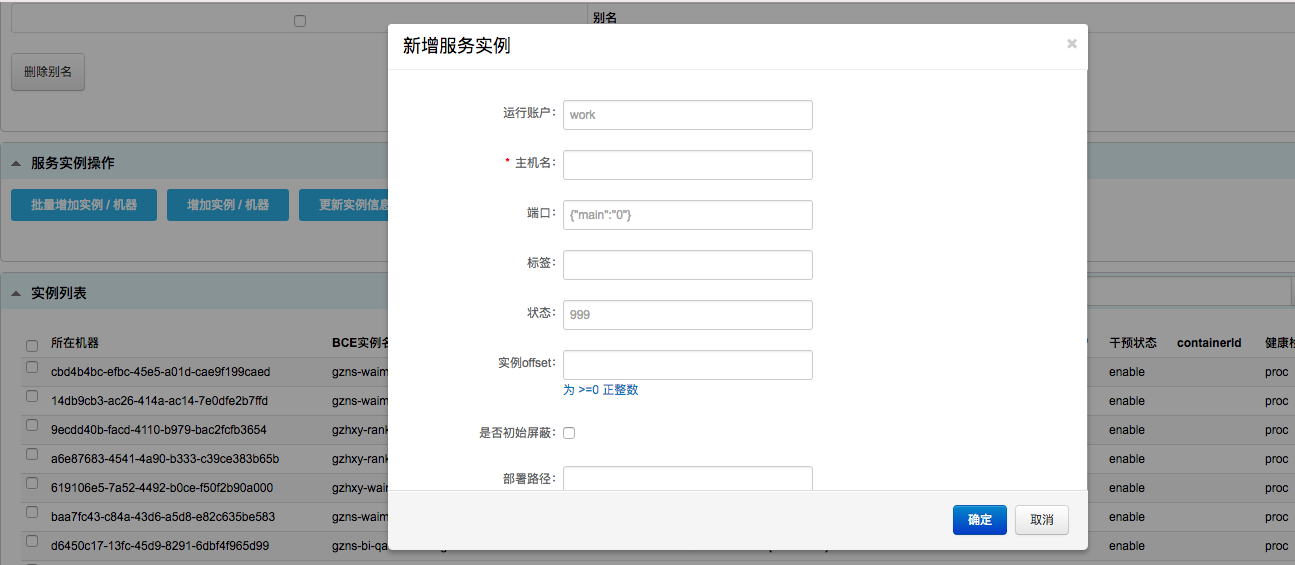 别名
删除别名
新增服务实例
×
运行账户：
work
* 主机名：
端口：
{"main":"0"}
标签：
状态：
999
实例offset：
为 >=0 正整数
是否初始屏蔽：
部署路径：
确定
取消
服务实例操作
批量增加实例 / 机器
增加实例 / 机器
更新实例信息
实例列表
所在机器 BCE实例名 干预状态 containerId 健康
cbd4b4bc-efbc-45e5-a01d-cae9f199caed gzns-waim enable proc
14db9cb3-ac26-414a-ac14-7e0dfe2b7ffd gzns-waim enable proc
9ecdd40b-facd-4110-b979-bac2fcfb3654 gzhxy-rank enable proc
a6e87683-4541-4a90-b333-c39ce383b65b gzhxy-rank enable proc
619106e5-7a52-4492-b0ce-f50f2b90a000 gzhxy-wain enable proc
baa7fc43-c84a-43d6-a5d8-e82c635be583 gzns-waim enable proc
d6450c17-13fc-45d9-8291-6dbf4f965d99 gzns-bi-qa enable proc